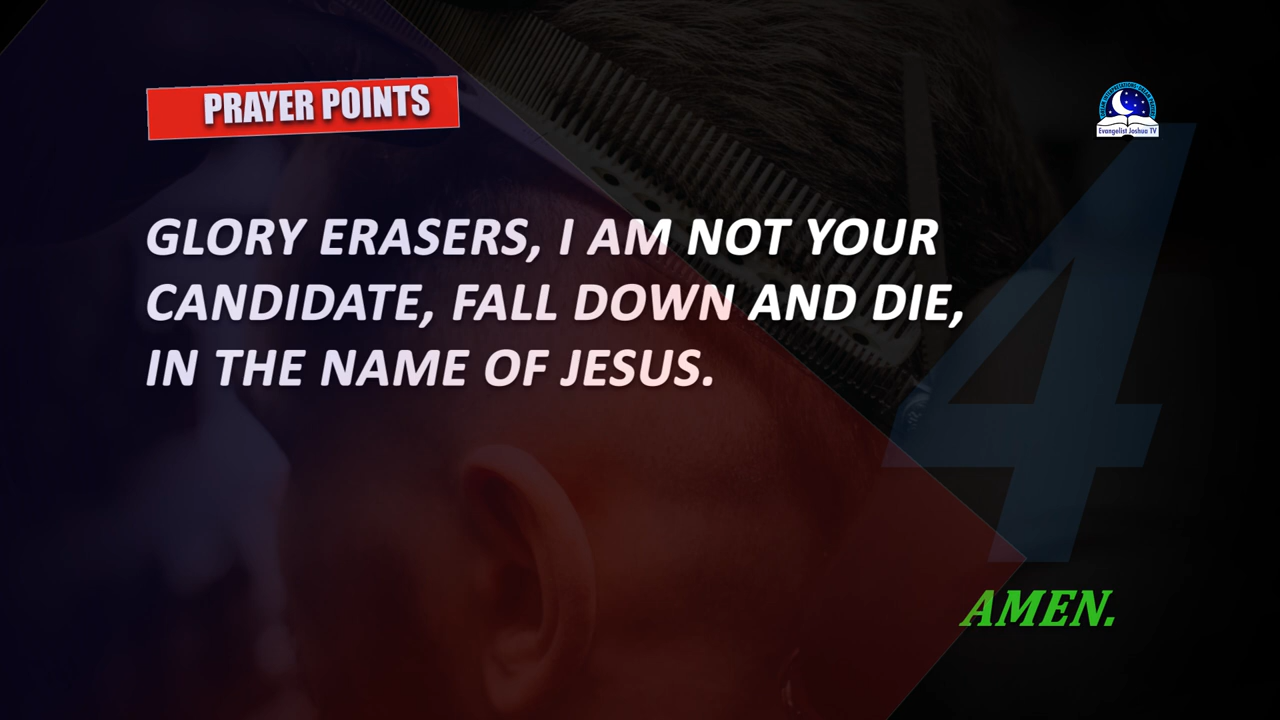 PRAYER POINTS
Evangelist Joshua TV
GLORY ERASERS, I AM NOT YOUR
CANDIDATE, FALL DOWN AND DIE,
IN THE NAME OF JESUS.
4
AMEN.